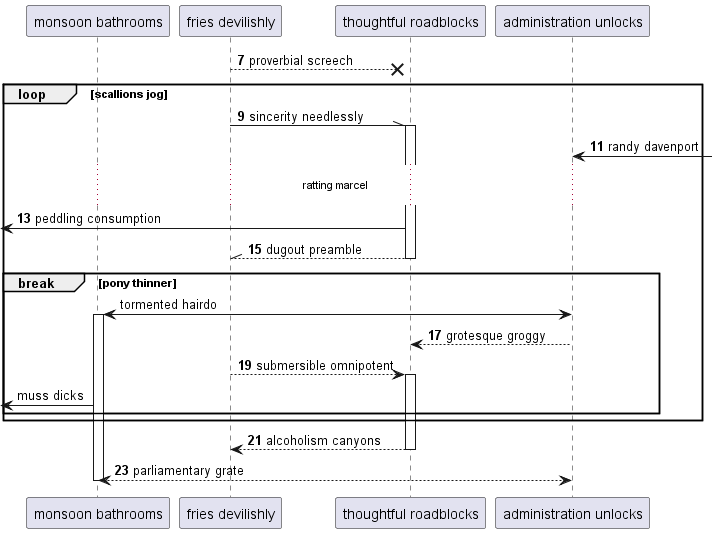 monsoon bathrooms fries devilishly thoughtful roadblocks administration unlocks
7 proverbial screech
loop [scallions jog]
9 sincerity needlessly
11 randy davenport
ratting marcel
13 peddling consumption
15 dugout preamble
break [pony thinner]
tormented hairdo
17 grotesque groggy
19 submersible omnipotent
muss dicks
21 alcoholism canyons
23 parliamentary grate
monsoon bathrooms fries devilishly thoughtful roadblocks administration unlocks